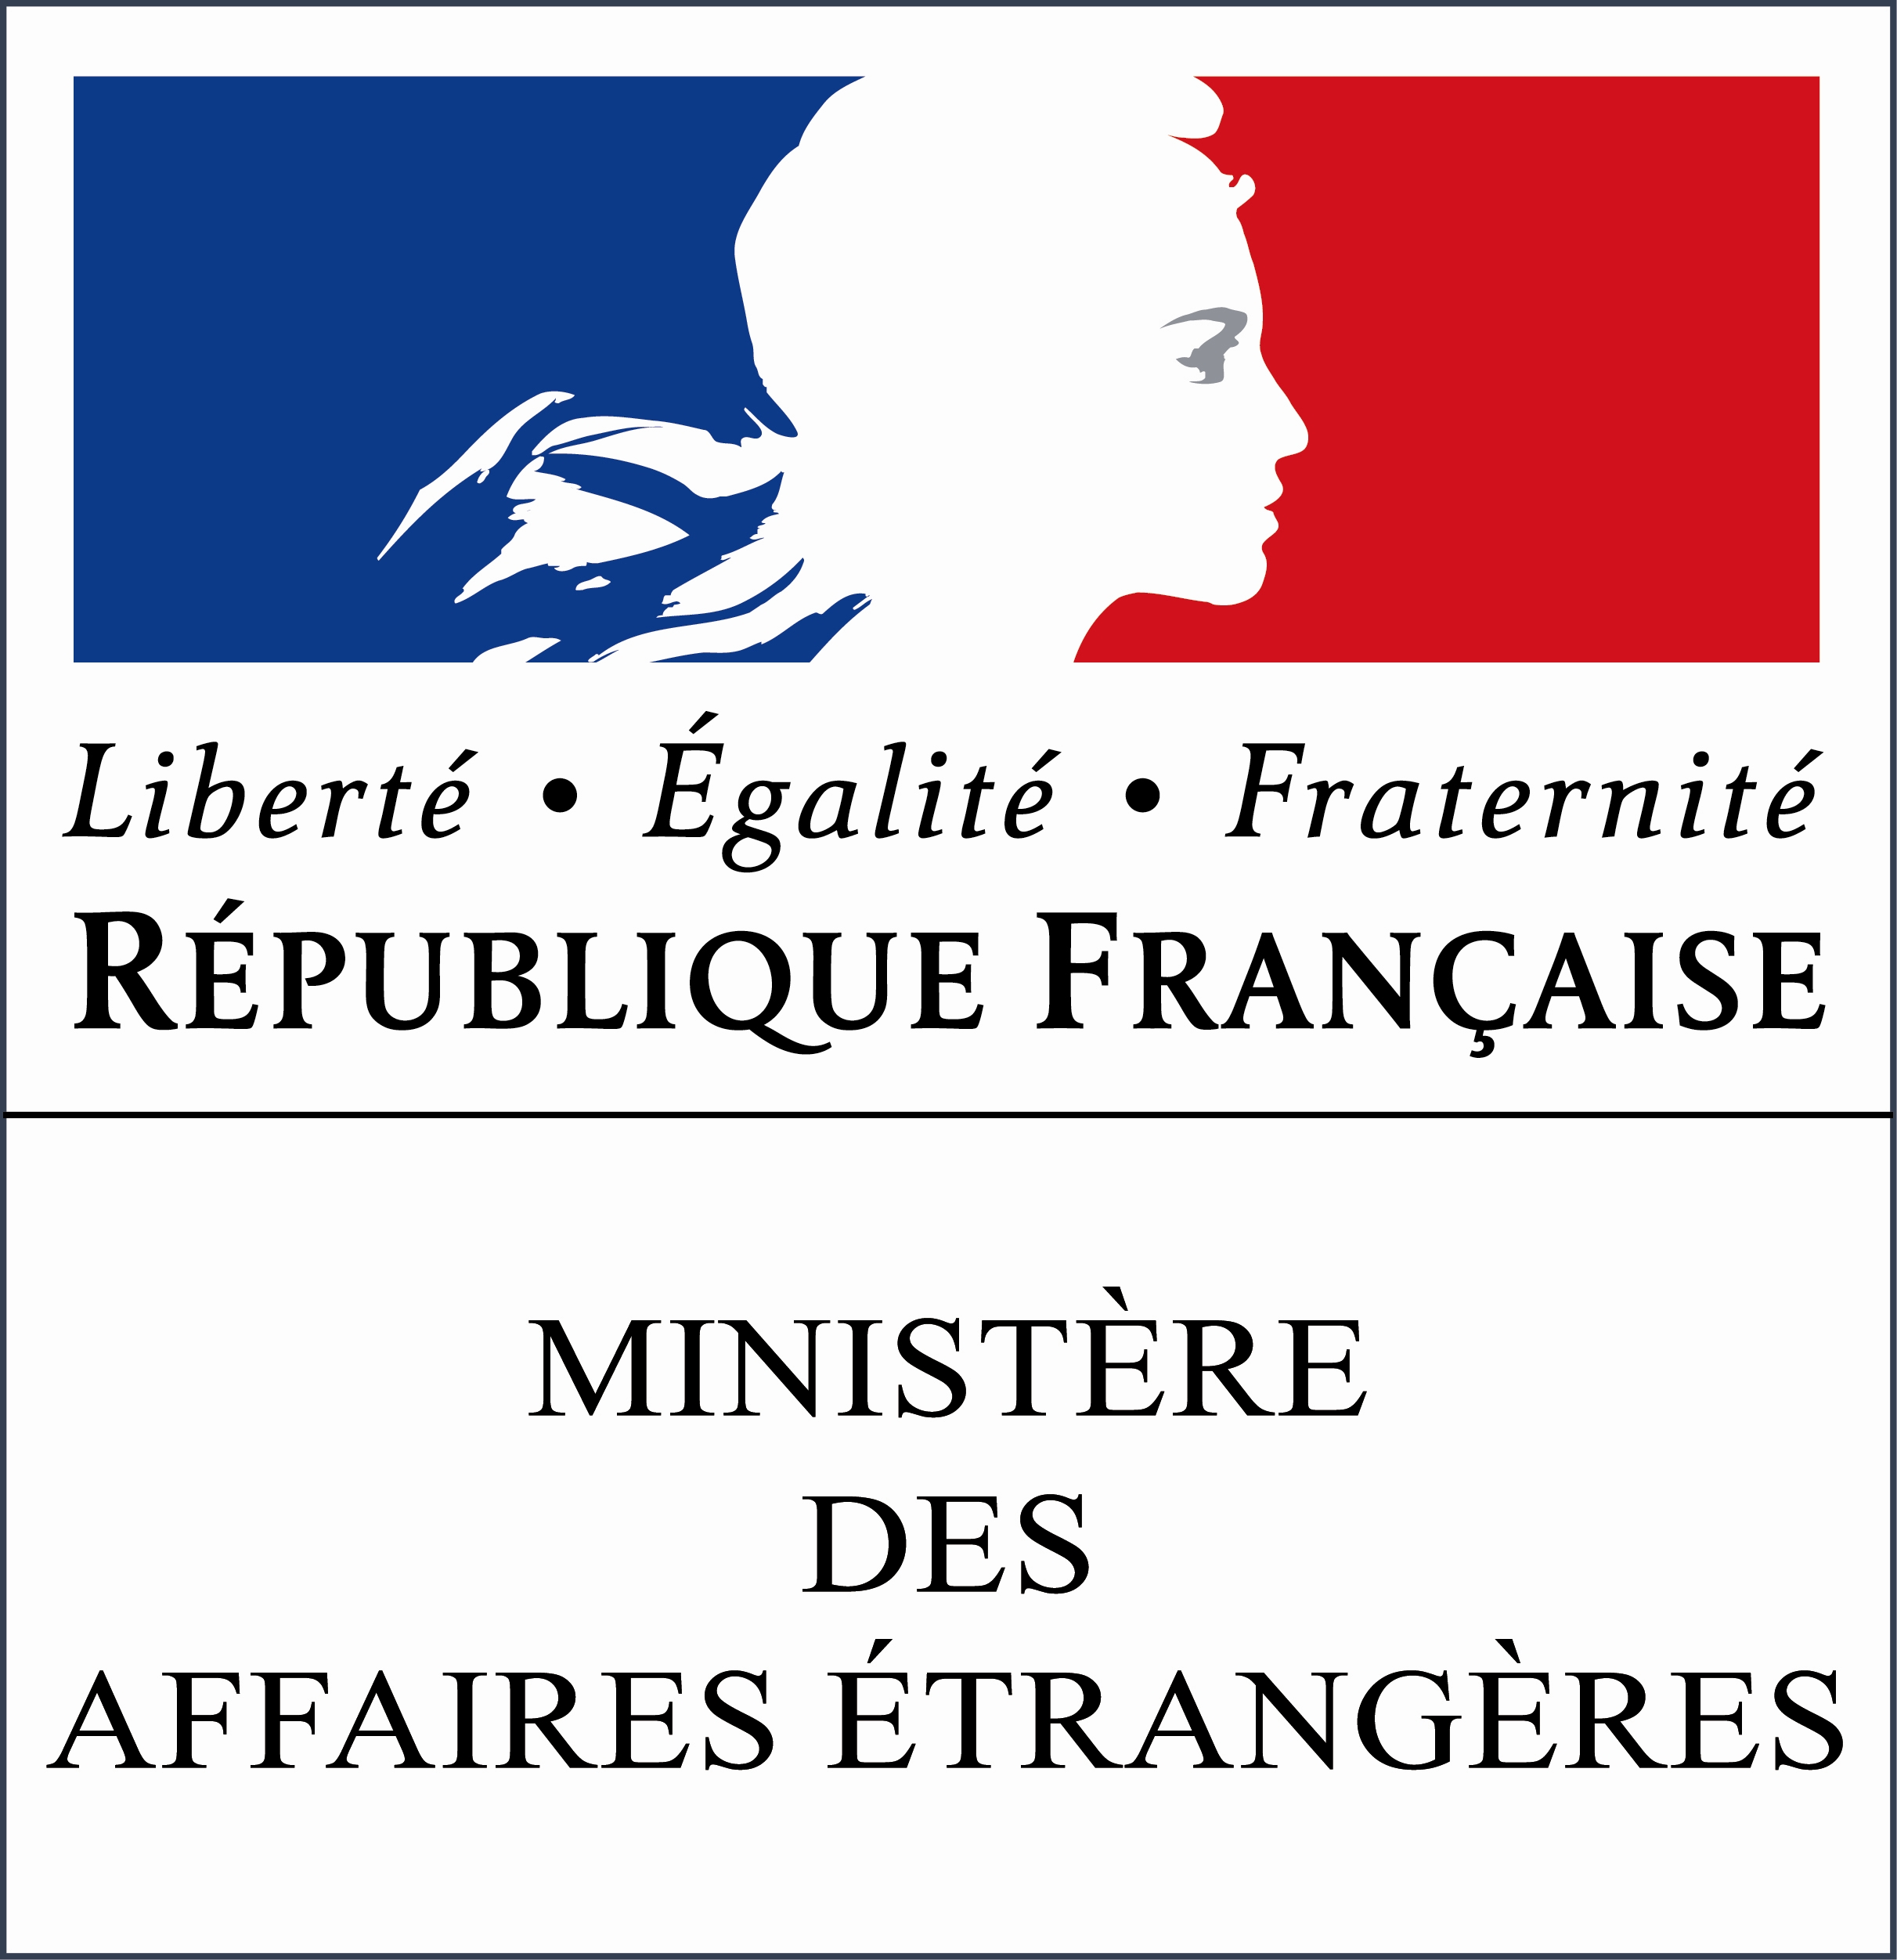 Liberté • Égalité • Fraternité
RÉPUBLIQUE FRANÇAISE
MINISTÈRE
DES
AFFAIRES ÉTRANGÈRES